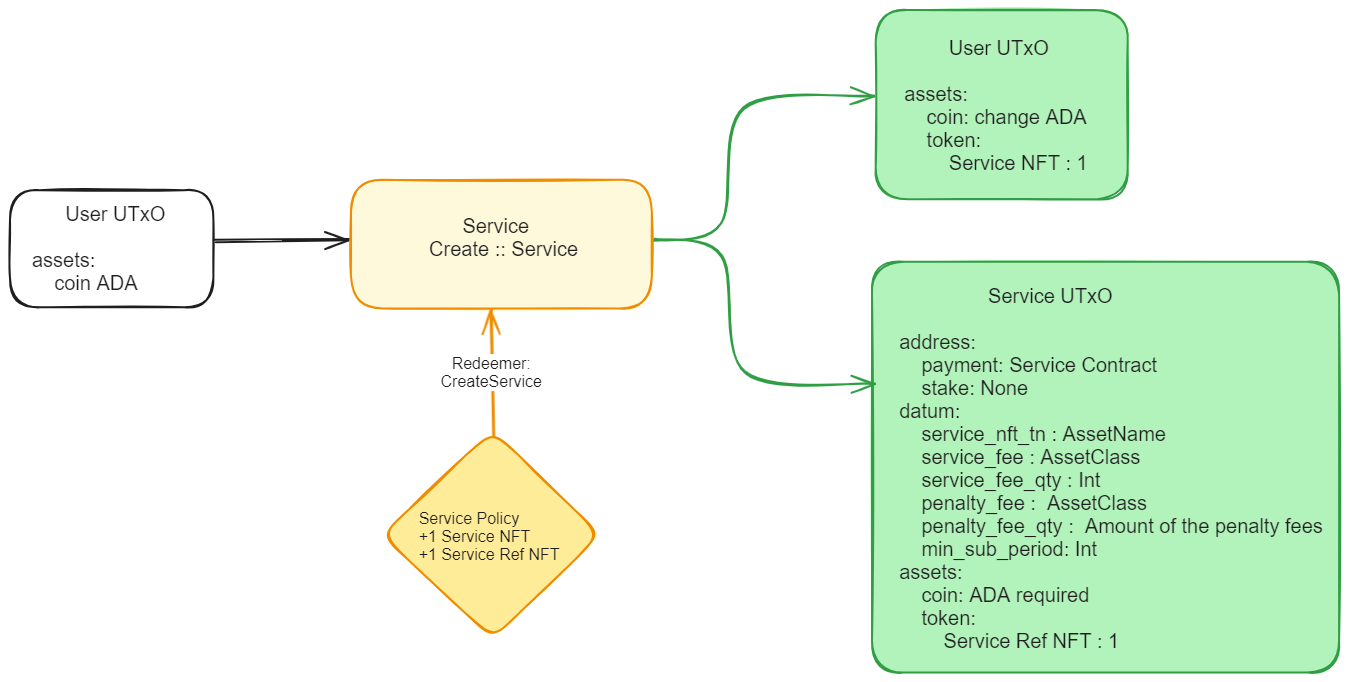 User UTxO
assets:
coin ADA
Service
Create :: Service
Redeemer:
CreateService
Service Policy
+1 Service NFT
+1 Service Ref NFT
User UTxO
assets:
coin: change ADA
token:
Service NFT : 1
Service UTxO
address:
payment: Service Contract
stake: None
datum:
service_nft_tn : AssetName
service_fee : AssetClass
service_fee_qty : Int
penalty_fee :  AssetClass
penalty_fee_qty :  Amount of the penalty fees
min_sub_period: Int
assets:
coin: ADA required
token:
Service Ref NFT : 1